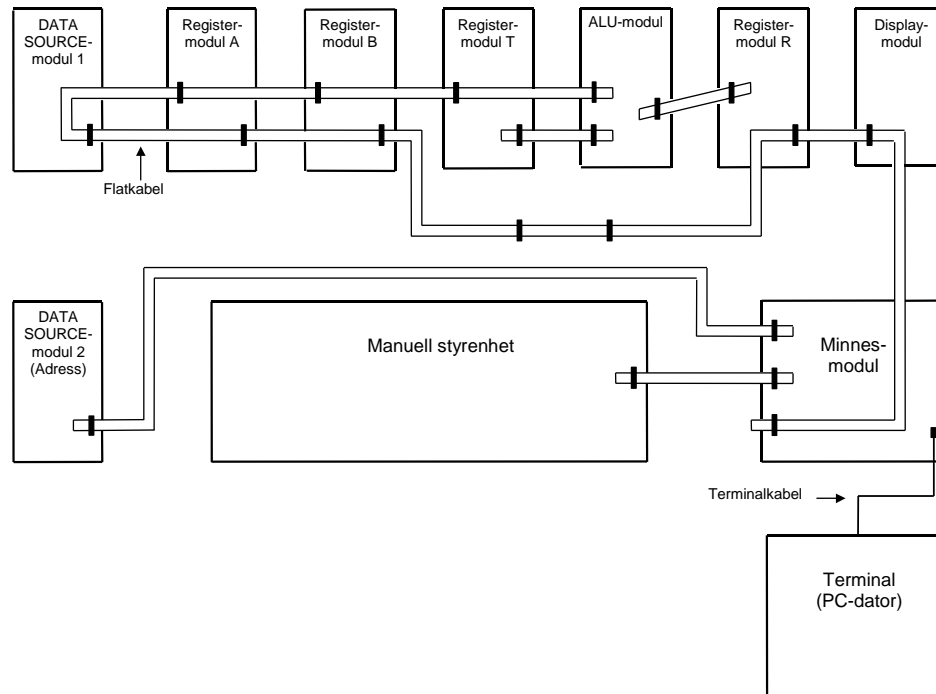 DATA
SOURCE-
modul 1
Register-
modul A
Register-
modul B
Register-
modul T
ALU-modul
Register-
modul R
Display-
modul
Flatkabel
DATA
SOURCE-
modul 2
(Adress)
Manuell styrenhet
Minnes-
modul
Terminalkabel
Terminal
(PC-dator)